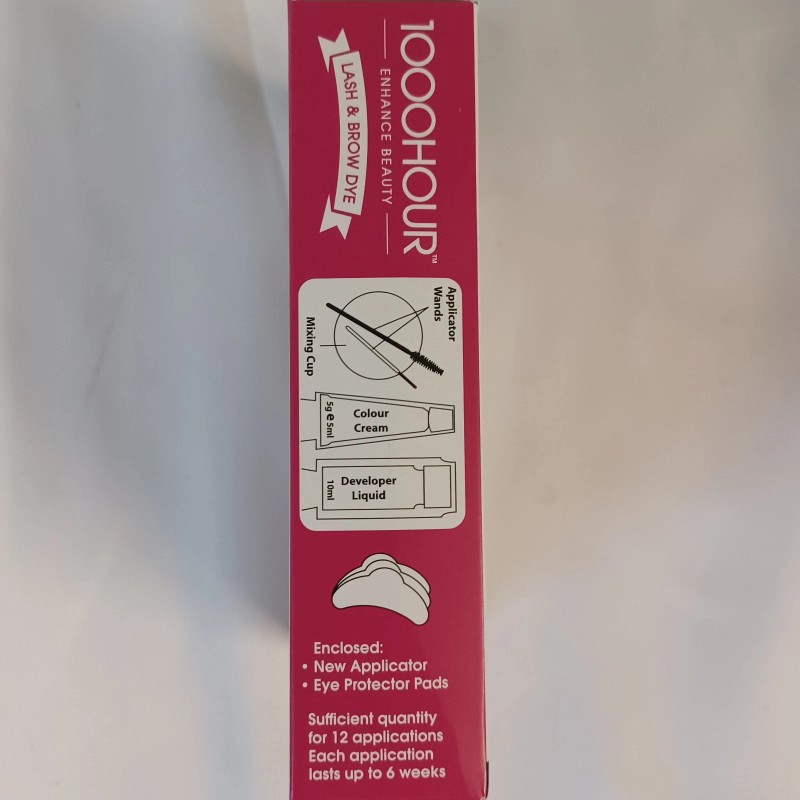 1000HOUR™
ENHANCE BEAUTY
LASH & BROW DYE
Applicator
Wands
Mixing Cup
Colour
Cream
5g e 5ml
Developer
Liquid
10ml
Enclosed:
• New Applicator
• Eye Protector Pads
Sufficient quantity
for 12 applications
Each application
lasts up to 6 weeks